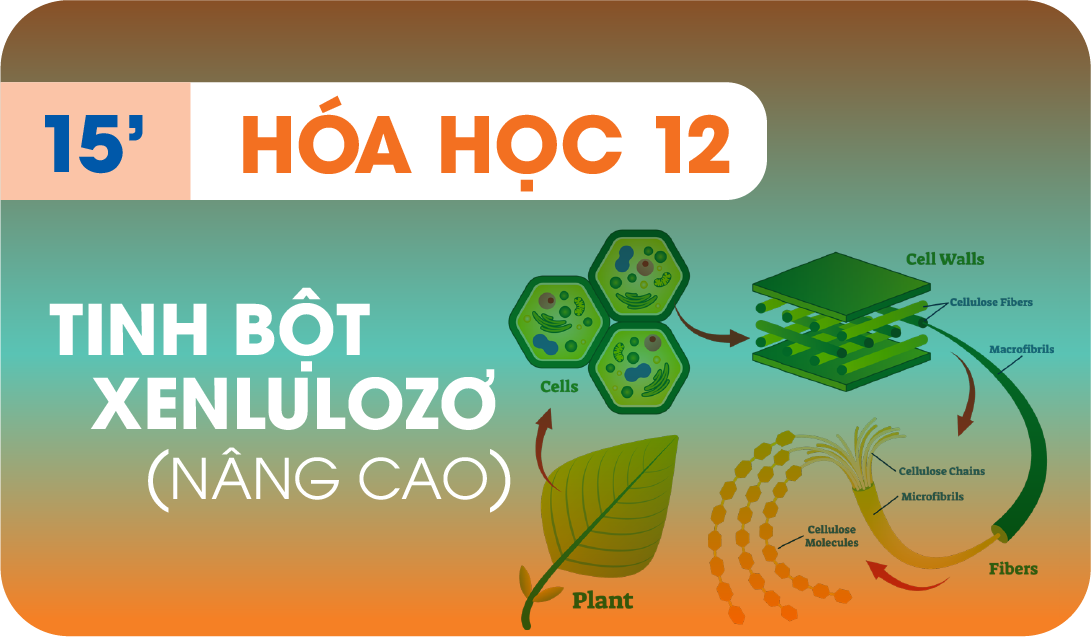 15’
HÓA HỌC 12
TINH BỘT
XENLULOZƠ
(NÂNG CAO)
Cell Walls
Cellulose Fibers
Macrofibrils
Cells
Cellulose Chains
Microfibrils
Cellulose
Molecules
Fibers
Plant